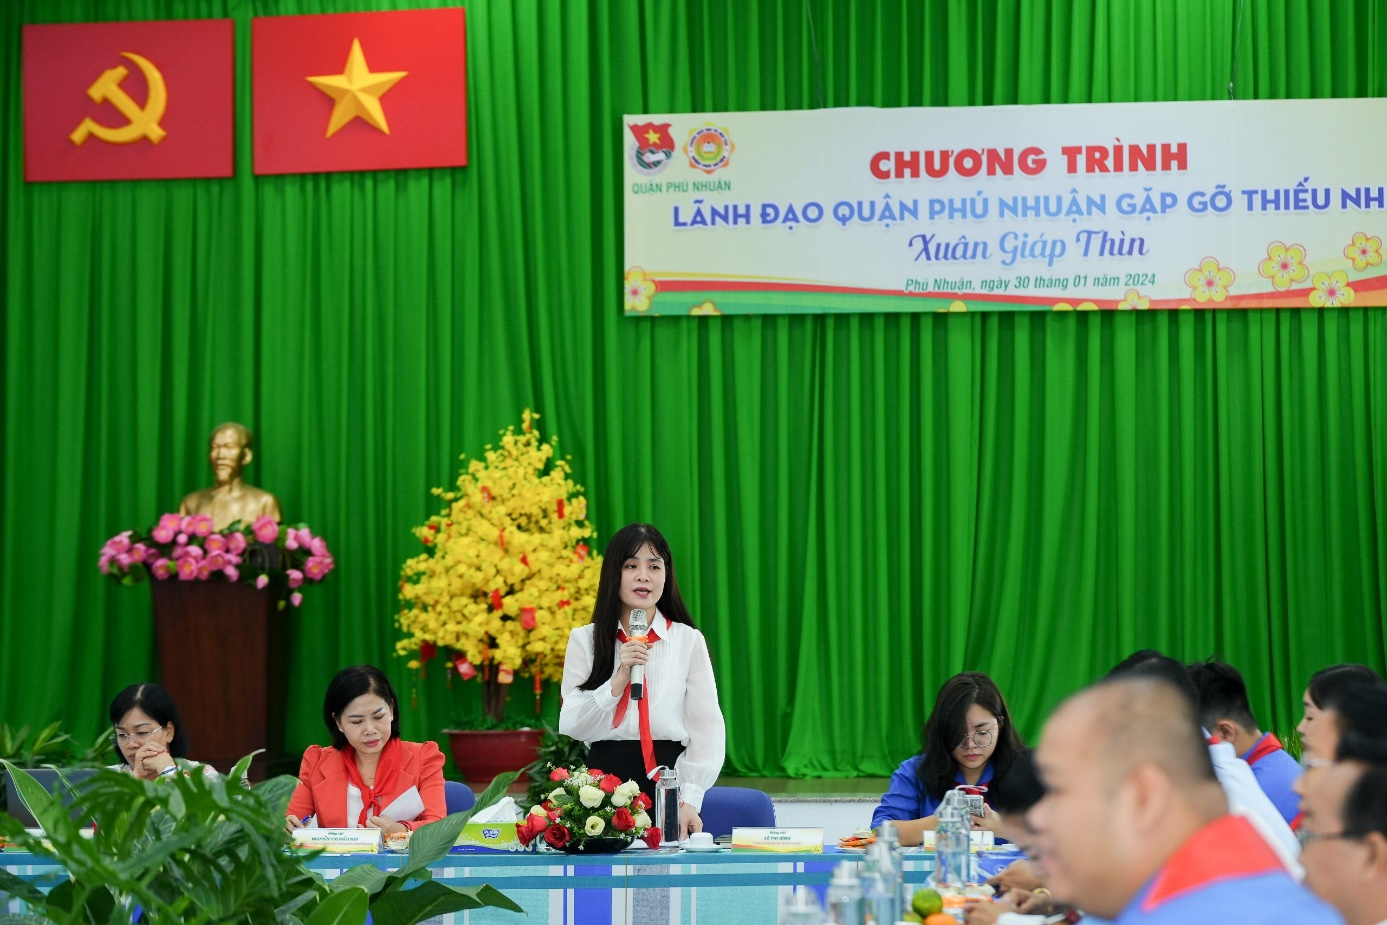 QUẬN PHÚ NHUẬN
CHƯƠNG TRÌNH
LÃNH ĐẠO QUẬN PHÚ NHUẬN GẶP GỠ THIẾU NH
Xuân Giáp Thìn
Phú Nhuận, ngày 30 tháng 01 năm 2024